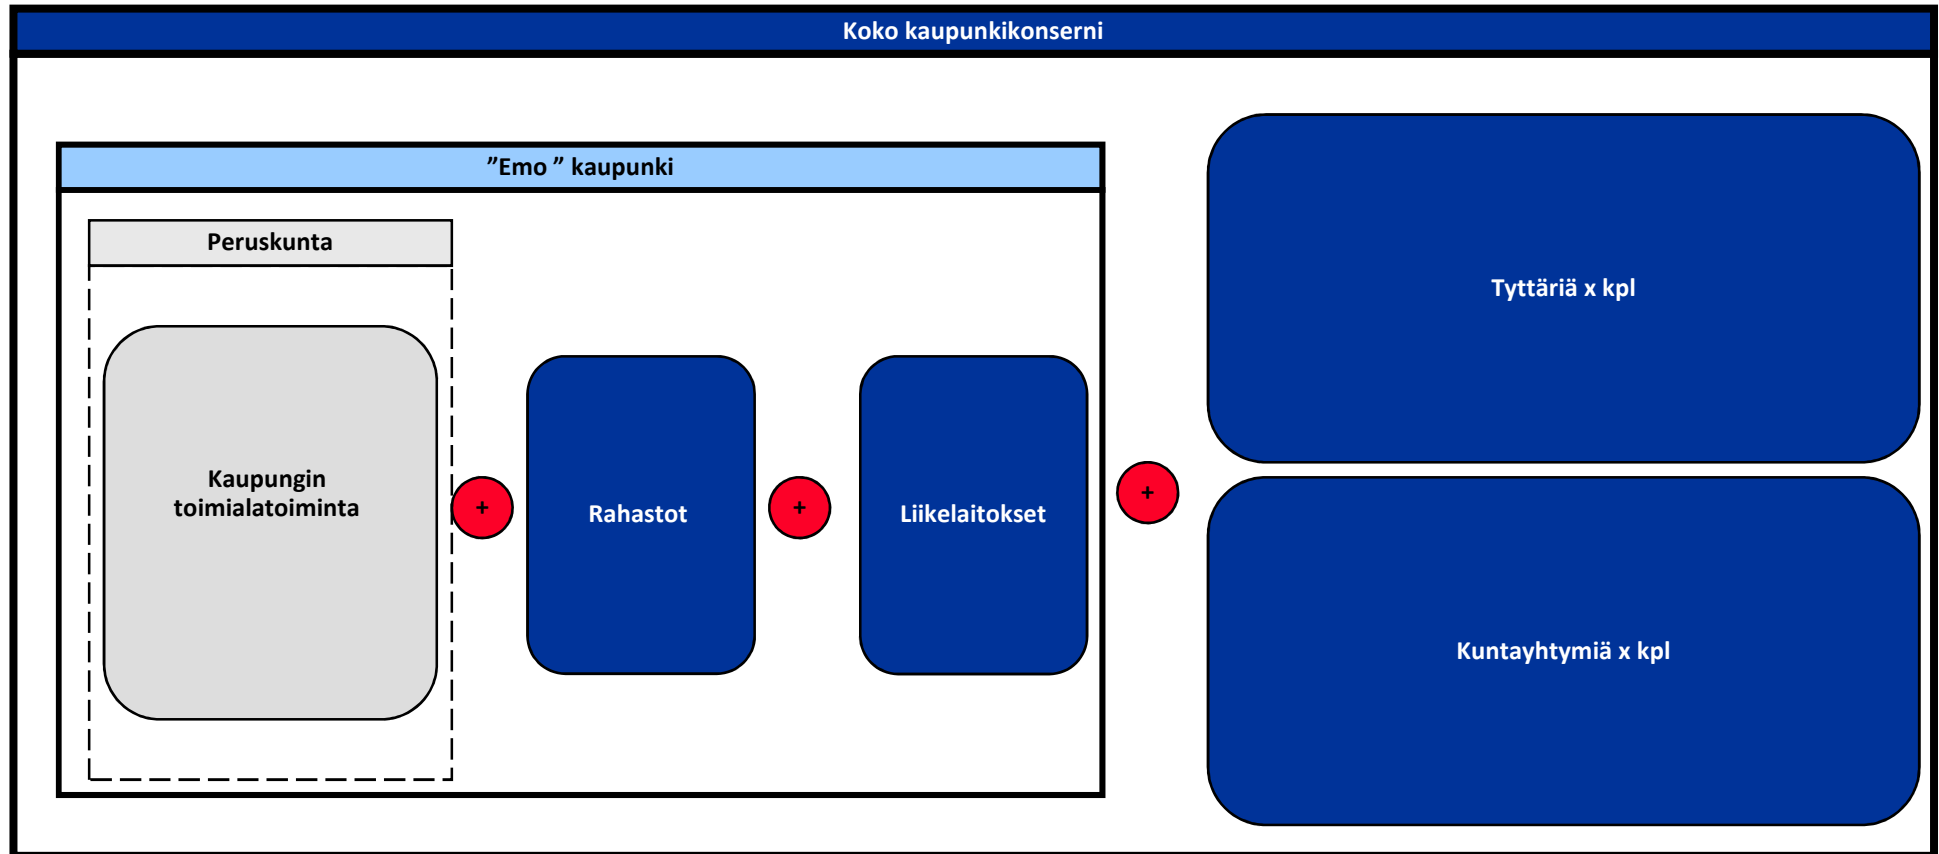 Koko kaupunkikonserni
”Emo ” kaupunki
Peruskunta
Kaupungin
toimialatoiminta
+
Rahastot
+
Liikelaitokset
+
Tyttäriä x kpl
Kuntayhtymiä x kpl